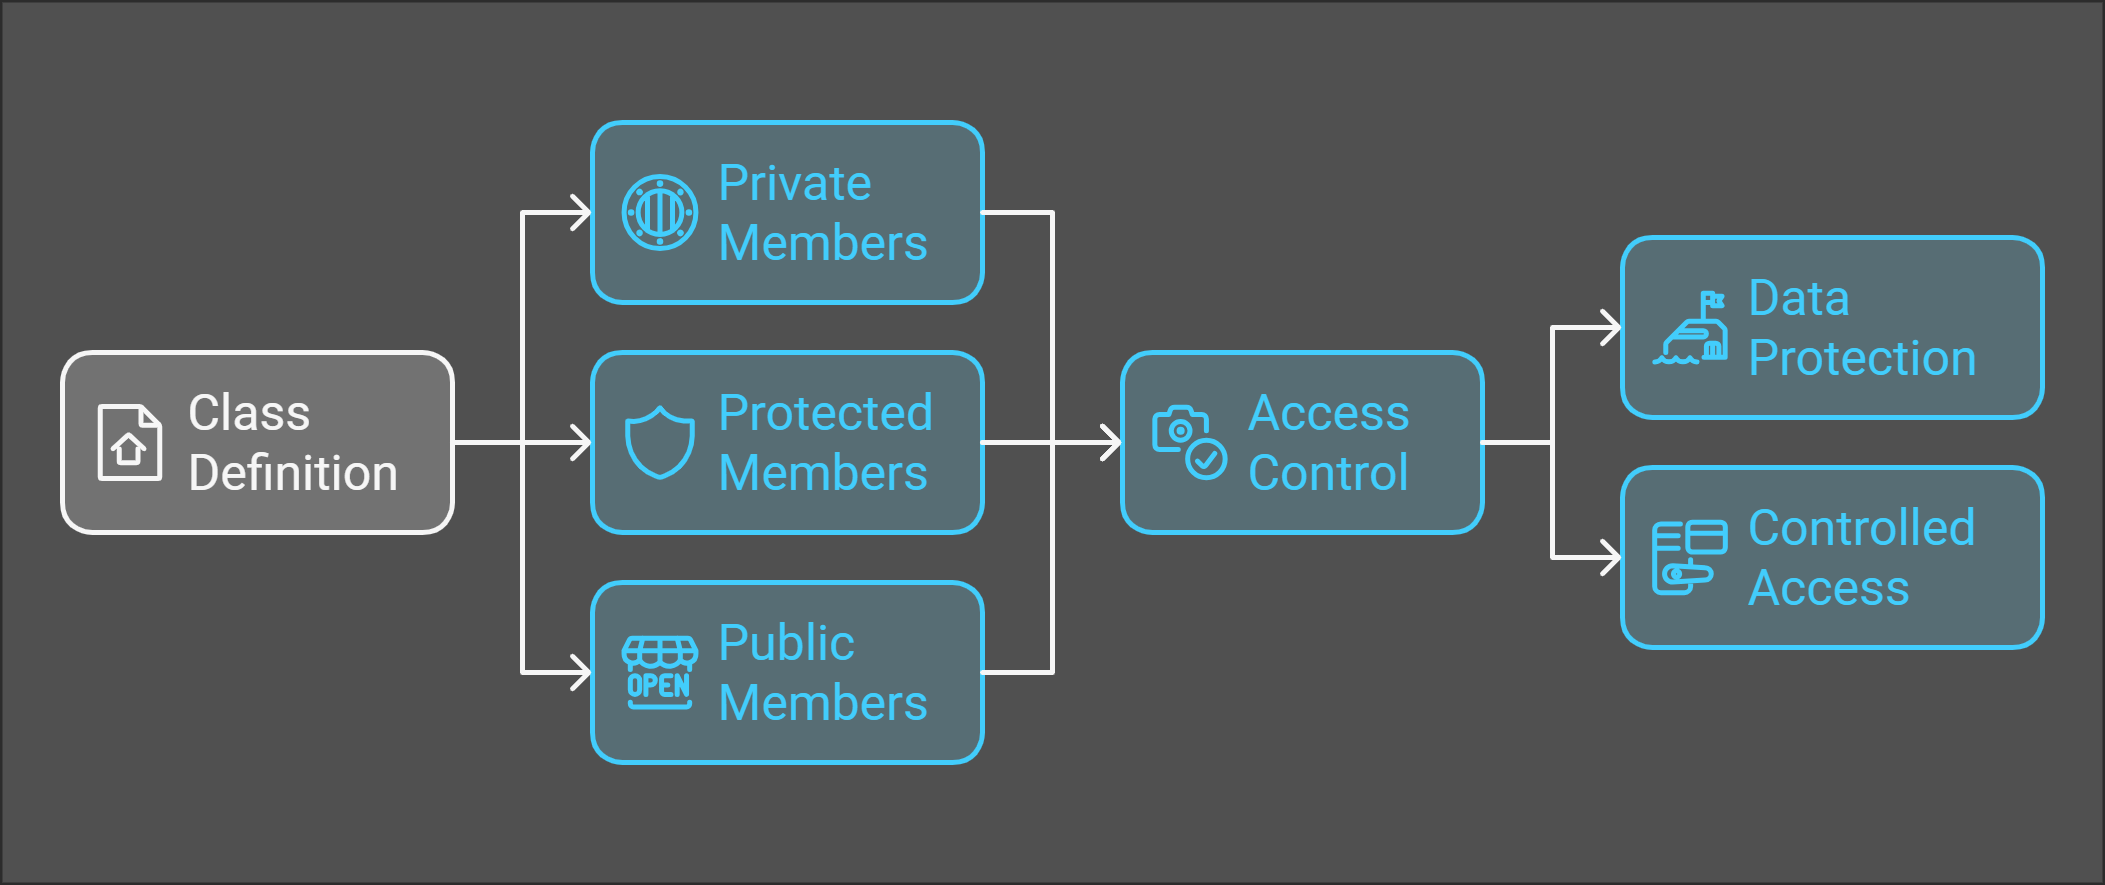 Class
Definition
Private
Members
Protected
Members
Public
Members
OPEN
Access
Control
Data
Protection
Controlled
Access